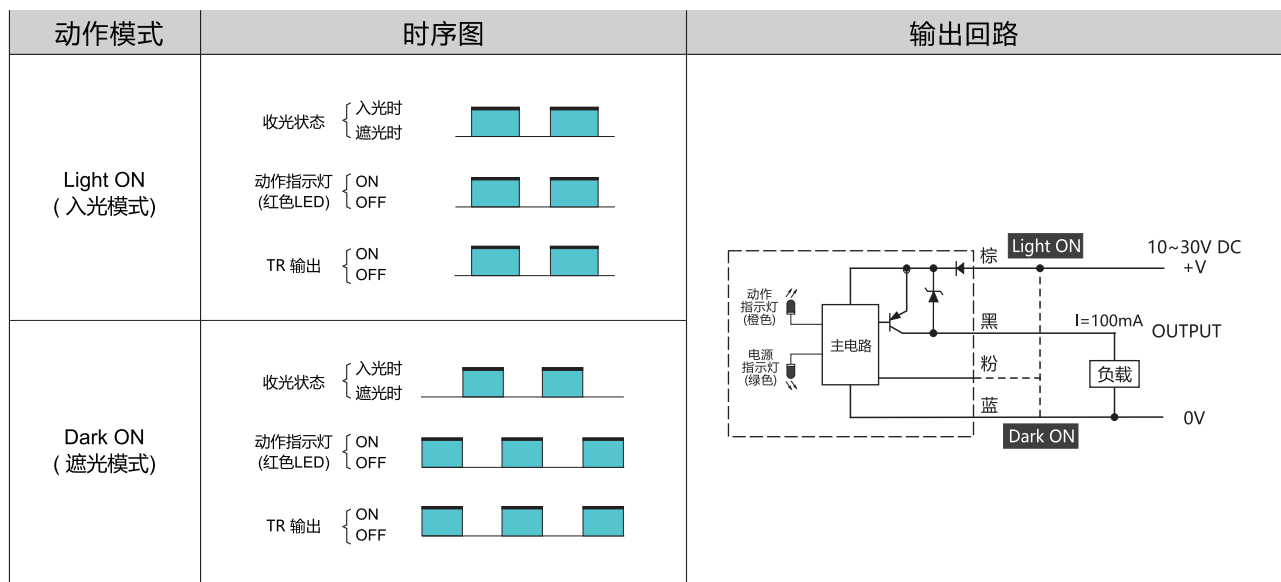 动作模式
时序图
输出回路
Light ON
( 入光模式)
收光状态
入光时
遮光时
动作指示灯
(红色LED)
ON
OFF
TR 输出
ON
OFF
Dark ON
( 遮光模式)
收光状态
入光时
遮光时
动作指示灯
(红色LED)
ON
OFF
TR 输出
ON
OFF
动作
指示灯
(橙色)
电源
指示灯
(绿色)
主电路
棕
Light ON
10~30V DC
+V
黑
I=100mA
OUTPUT
粉
负载
蓝
0V
Dark ON